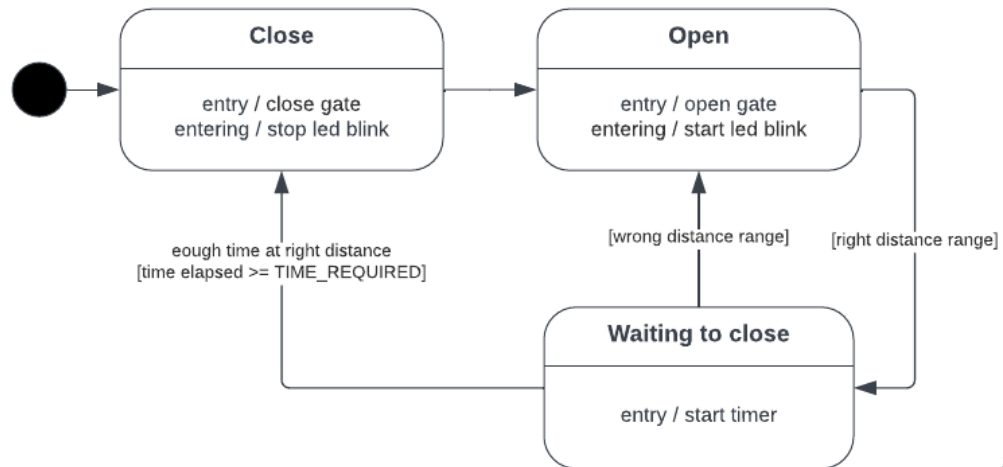 Close
entry / close gate
entering / stop led blink
Open
entry / open gate
entering / start led blink
eough time at right distance
[time elapsed >= TIME_REQUIRED]
[wrong distance range]
[right distance range]
Waiting to close
entry / start timer